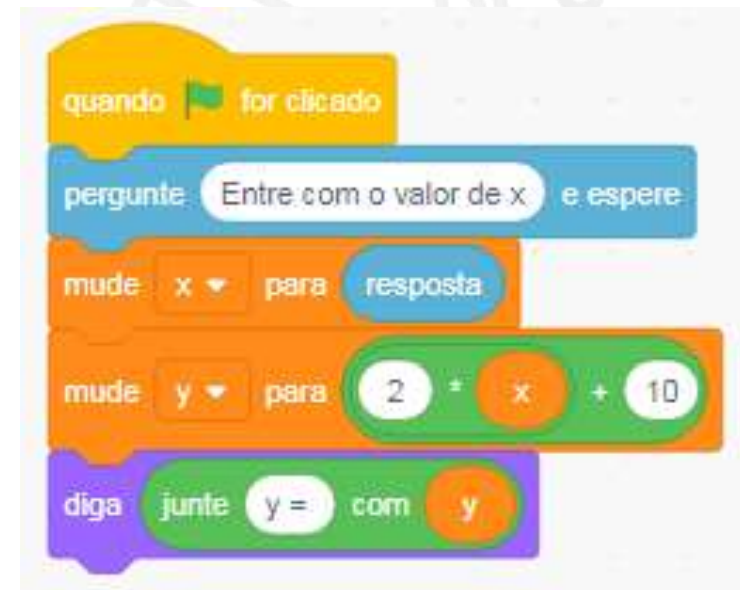 quando for clicado
pergunte Entre com o valor de x e espere
mude x para resposta
mude y para 2 * x + 10
diga junte y = com y